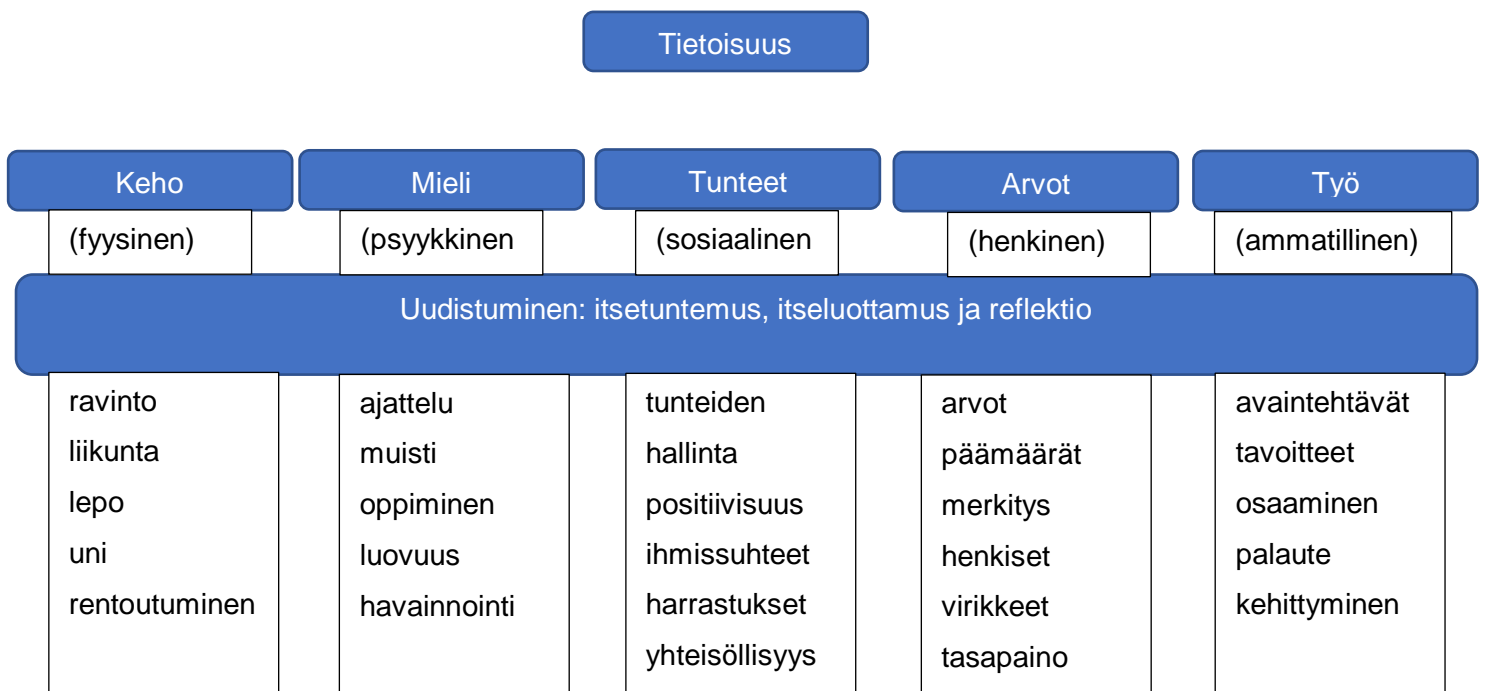 Tietoisuus
Keho
Mieli
Tunteet
Arvot
Työ
(fyysinen)
(psyykkinen
(sosiaalinen
(henkinen)
(ammatillinen)
Uudistuminen: itsetuntemus, itseluottamus ja reflektio
ravinto
liikunta
lepo
uni
rentoutuminen
ajattelu
muisti
oppiminen
luovuus
havainnointi
tunteiden
hallinta
positiivisuus
ihmissuhteet
harrastukset
yhteisöllisyys
arvot
päämäärät
merkitys
henkiset
virikkeet
tasapaino
avaintehtävät
tavoitteet
osaaminen
palaute
kehittyminen